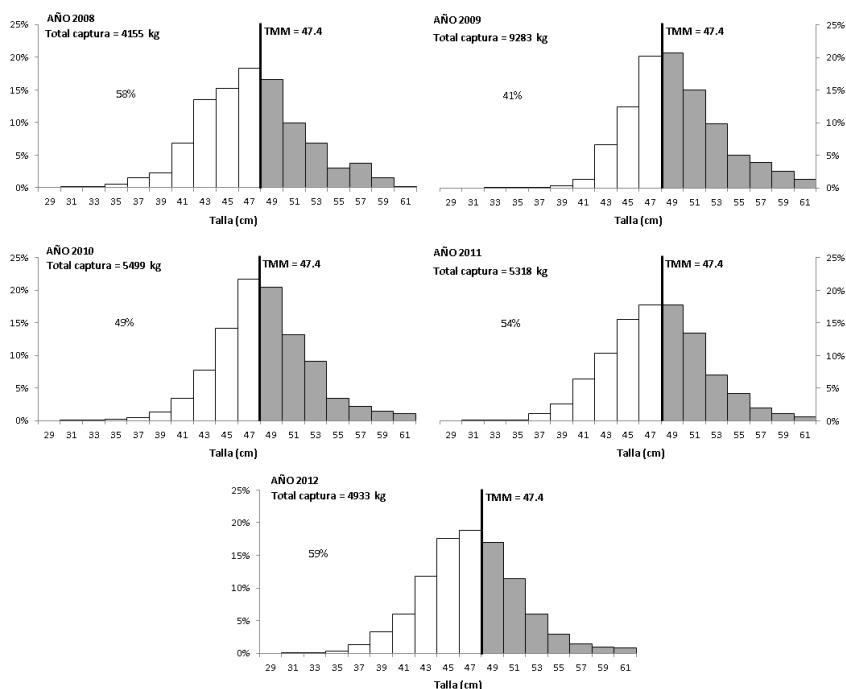 AÑO 2008
Total captura = 4155 kg
TMM = 47.4
58%
25%
20%
15%
10%
5%
0%
29 31 33 35 37 39 41 43 45 47 49 51 53 55 57 59 61
Talla (cm)
AÑO 2009
Total captura = 9283 kg
TMM = 47.4
41%
25%
20%
15%
10%
5%
0%
29 31 33 35 37 39 41 43 45 47 49 51 53 55 57 59 61
Talla (cm)
AÑO 2010
Total captura = 5499 kg
TMM = 47.4
49%
25%
20%
15%
10%
5%
0%
29 31 33 35 37 39 41 43 45 47 49 51 53 55 57 59 61
Talla (cm)
AÑO 2011
Total captura = 5318 kg
TMM = 47.4
54%
25%
20%
15%
10%
5%
0%
29 31 33 35 37 39 41 43 45 47 49 51 53 55 57 59 61
Talla (cm)
AÑO 2012
Total captura = 4933 kg
TMM = 47.4
59%
25%
20%
15%
10%
5%
0%
29 31 33 35 37 39 41 43 45 47 49 51 53 55 57 59 61
Talla (cm)